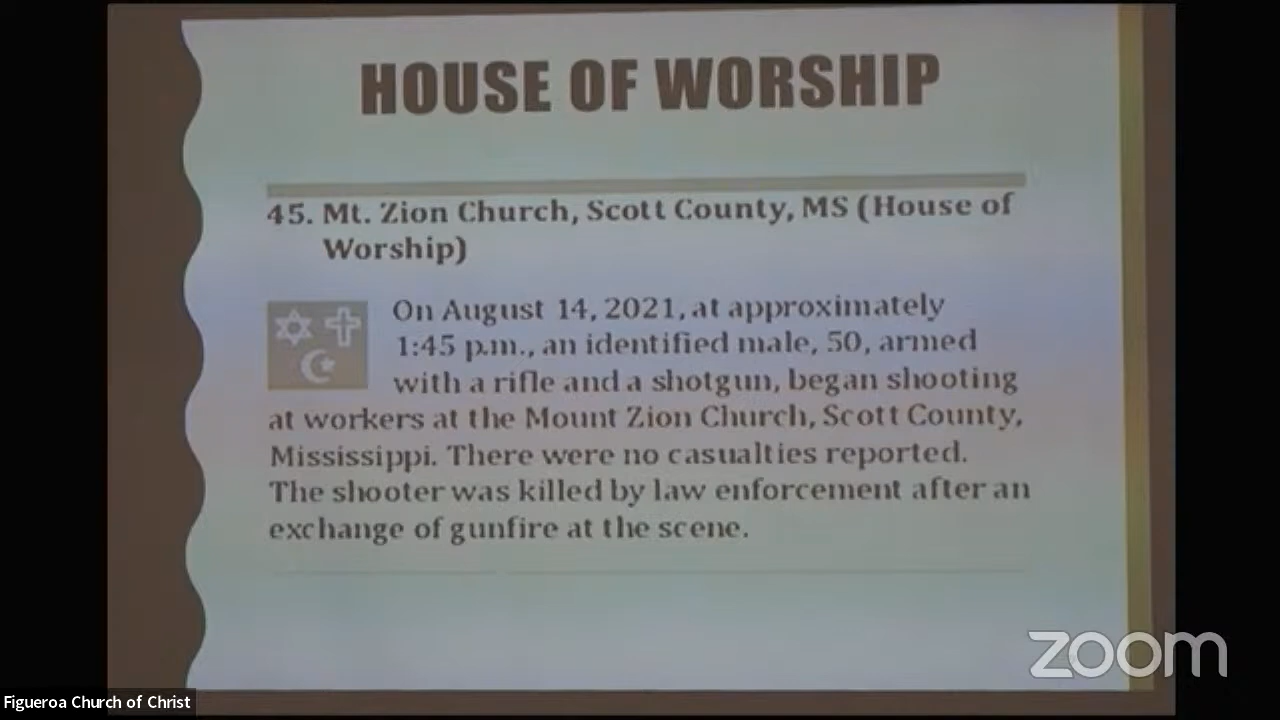 HOUSE OF WORSHIP
45. Mt. Zion Church, Scott County, MS (House of
Worship)
On August 14, 2021, at approximately
1:45 p.m., an identified male, 50, armed
with a rifle and a shotgun, began shooting
at workers at the Mount Zion Church, Scott County,
Mississippi. There were no casualties reported.
The shooter was killed by law enforcement after an
exchange of gunfire at the scene.
zoom
Figueroa Church of Christ